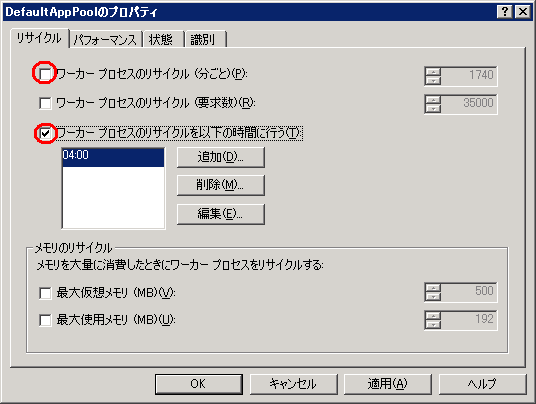 DefaultAppPoolのプロパティ
リサイクル パフォーマンス 状態 識別
ワーカー プロセスのリサイクル (分ごと)(P): 1740
ワーカー プロセスのリサイクル (要求数)(R): 35000
ワーカー プロセスのリサイクルを以下の時間に行う(T):
04:00
追加(D)...
削除(M)...
編集(E)...
メモリのリサイクル
メモリを大量に消費したときにワーカー プロセスをリサイクルする:
最大仮想メモリ (MB)(V): 500
最大使用メモリ (MB)(U): 192
OK キャンセル 適用(A) ヘルプ